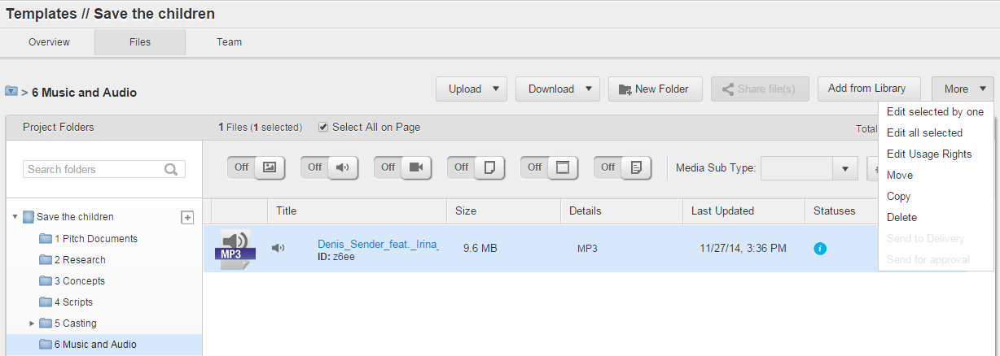 Templates // Save the children
Overview Files Team
> 6 Music and Audio
Upload Download New Folder Share file(s) Add from Library More
Edit selected by one
Edit all selected
Edit Usage Rights
Move
Copy
Delete
Send to Delivery
Send for approval
Project Folders
1 Files (1 selected) Select All on Page Total
Search folders
Off Off Off Off Off Off Media Sub Type:
Save the children
1 Pitch Documents
2 Research
3 Concepts
4 Scripts
5 Casting
6 Music and Audio
Title Size Details Last Updated Statuses
MP3 Denis_Sender_feat._Irina_ 9.6 MB MP3 11/27/14, 3:36 PM
ID: z6ee